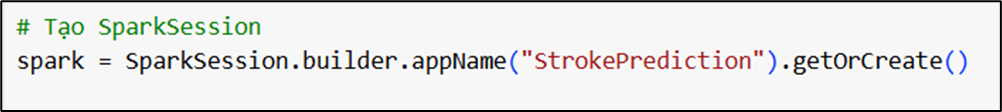 # Tạo SparkSession
spark = SparkSession.builder.appName("StrokePrediction").getOrCreate()